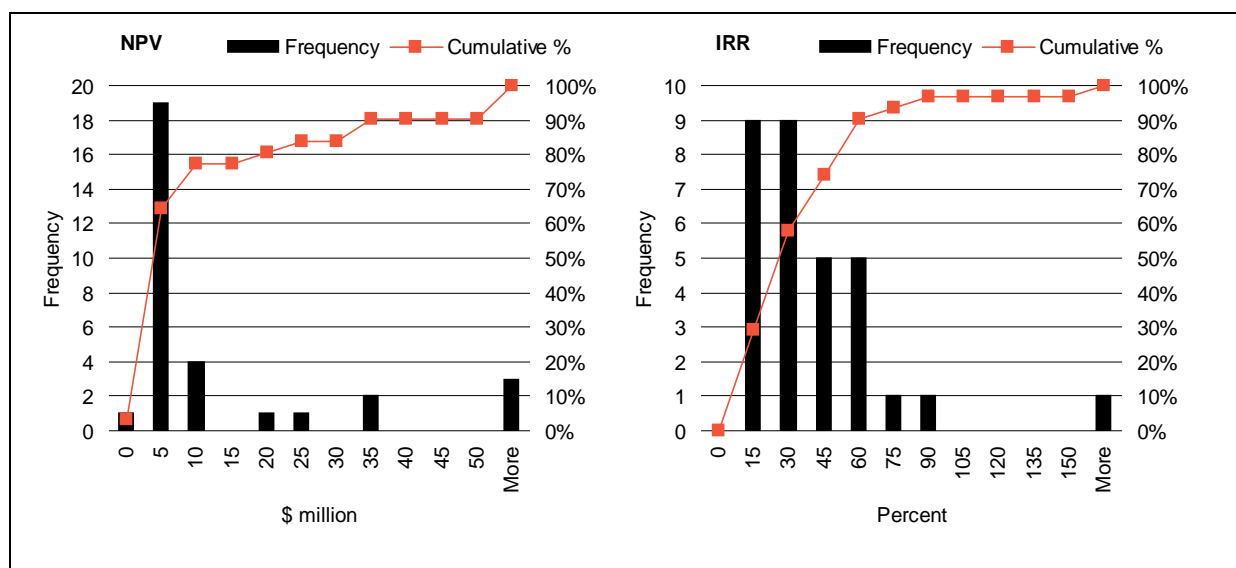 NPV Frequency Cumulative %
20 100%
18 90%
16 80%
14 70%
12 60%
10 50%
8 40%
6 30%
4 20%
2 10%
0 0%
Frequency
0 5 10 15 20 25 30 35 40 45 50 More
$ million
IRR Frequency Cumulative %
10 100%
9 90%
8 80%
7 70%
6 60%
5 50%
4 40%
3 30%
2 20%
1 10%
0 0%
Frequency
0 15 30 45 60 75 90 105 120 135 150 More
Percent